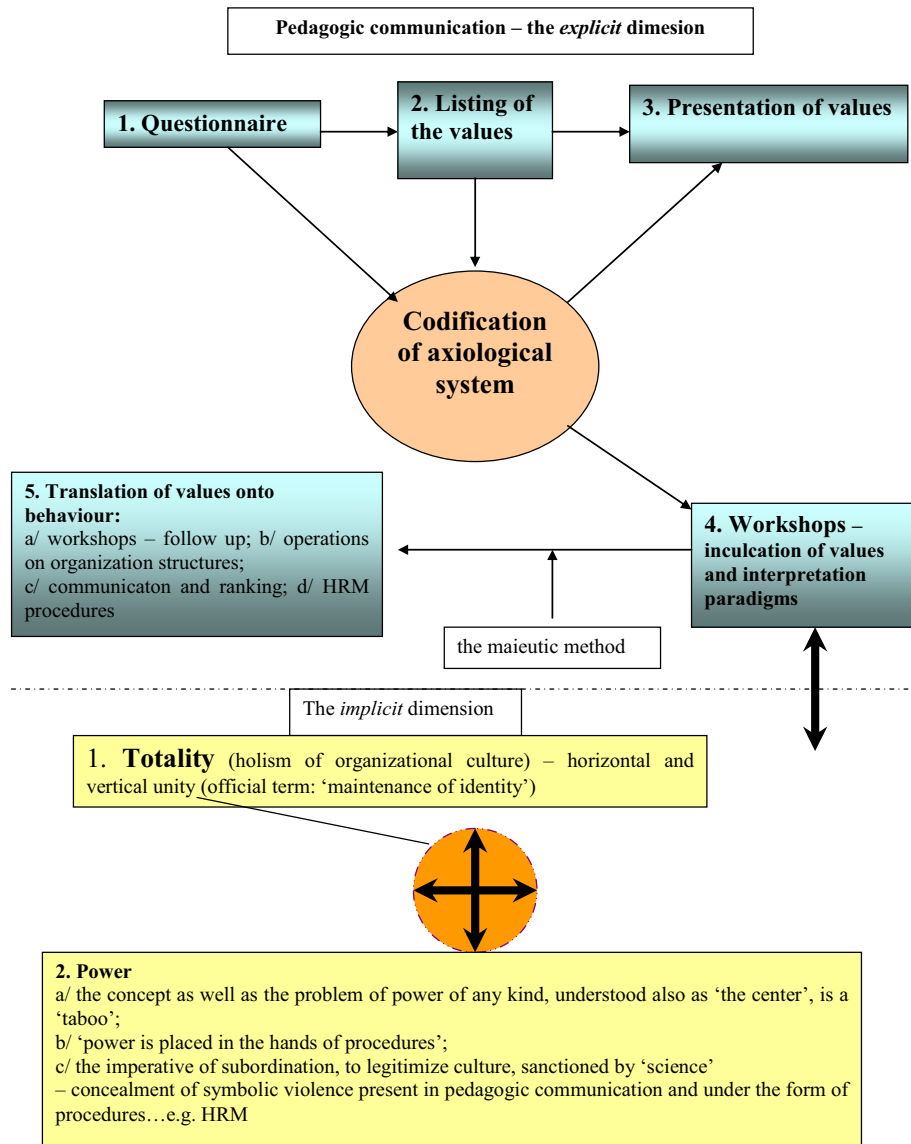 Pedagogic communication – the explicit dimesion
1. Questionnaire
2. Listing of
the values
3. Presentation of values
Codification
of axiological
system
5. Translation of values onto
behaviour:
a/ workshops – follow up; b/ operations
on organization structures;
c/ communicaton and ranking; d/ HRM
procedures
4. Workshops –
inculcation of values
and interpretation
paradigms
the maieutic method
The implicit dimension
1. Totality (holism of organizational culture) – horizontal and
vertical unity (official term: ‘maintenance of identity’)
2. Power
a/ the concept as well as the problem of power of any kind, understood also as ‘the center’, is a
‘taboo’;
b/ ‘power is placed in the hands of procedures’;
c/ the imperative of subordination, to legitimize culture, sanctioned by ‘science’
– concealment of symbolic violence present in pedagogic communication and under the form of
procedures…e.g. HRM